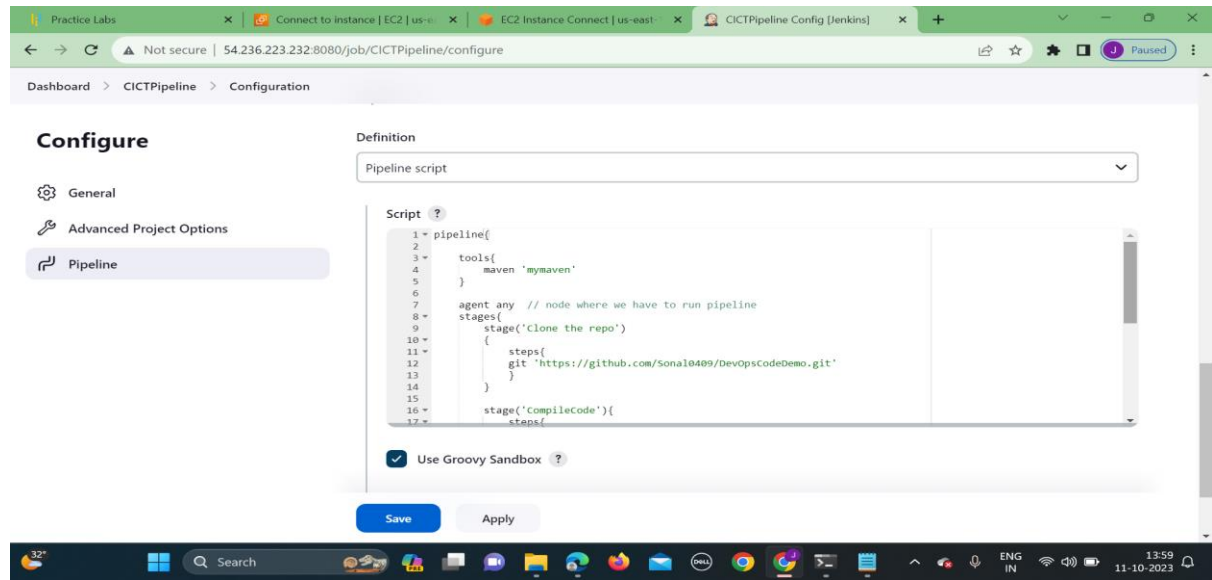 Practice Labs
Connect to instance | EC2 | us-e
EC2 Instance Connect | us-east-
CICTPipeline Config [Jenkins]
Not secure | 54.236.223.232:8080/job/CICTPipeline/configure
J Paused
Dashboard > CICTPipeline > Configuration
Configure
General
Advanced Project Options
Pipeline
Definition
Pipeline script
Script ?
1 pipeline{
2
3 tools{
4 maven 'mymaven'
5 }
6
7 agent any // node where we have to run pipeline
8 stages{
9 stage('Clone the repo')
10 {
11 steps{
12 git 'https://github.com/Sonal0409/DevOpsCodeDemo.git'
13 }
14 }
15
16 stage('CompileCode'){
17 steps{
Use Groovy Sandbox ?
Save Apply
32°
Search
DELL
ENG
IN
13:59
11-10-2023